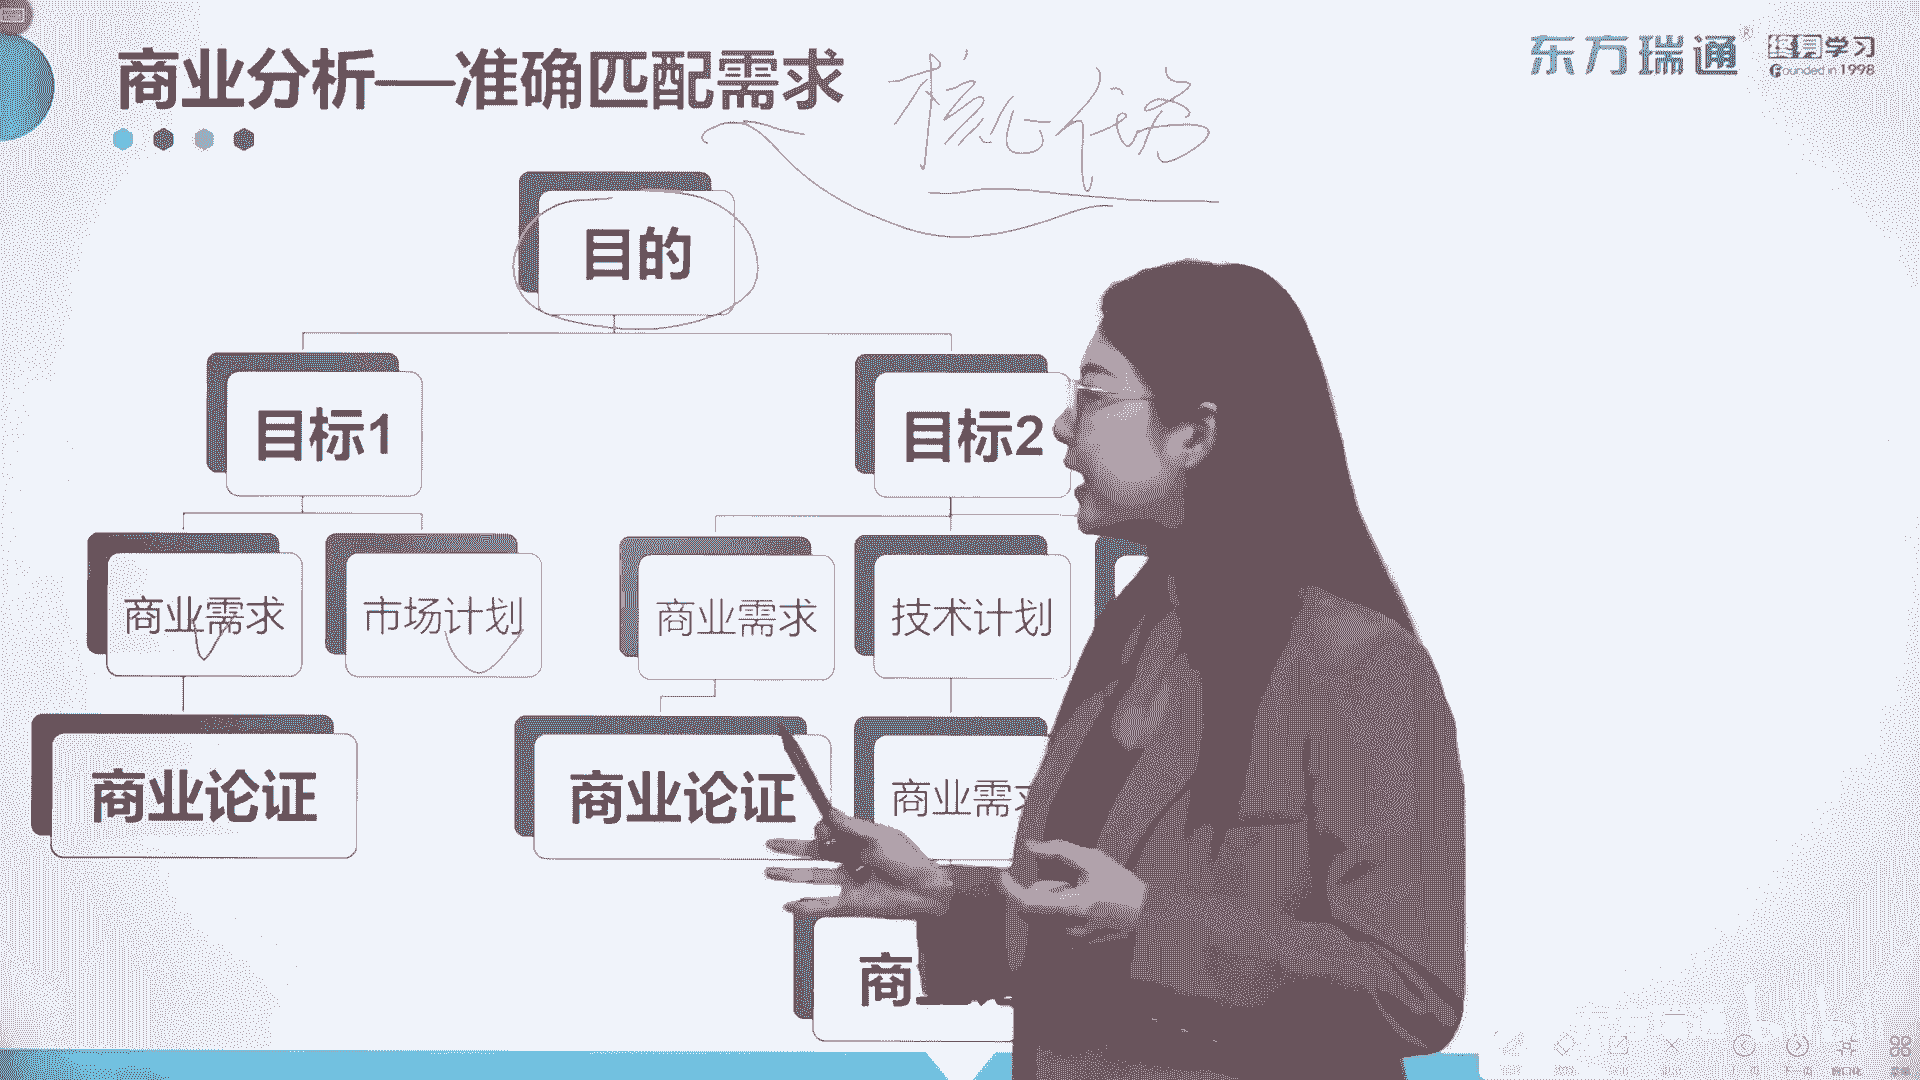 商业分析—准确匹配需求
核心任务
东方瑞通®
终身学习
Founded in 1998
目的
目标1
目标2
商业需求
市场计划
商业需求
技术计划
商业论证
商业论证
商业需求
商